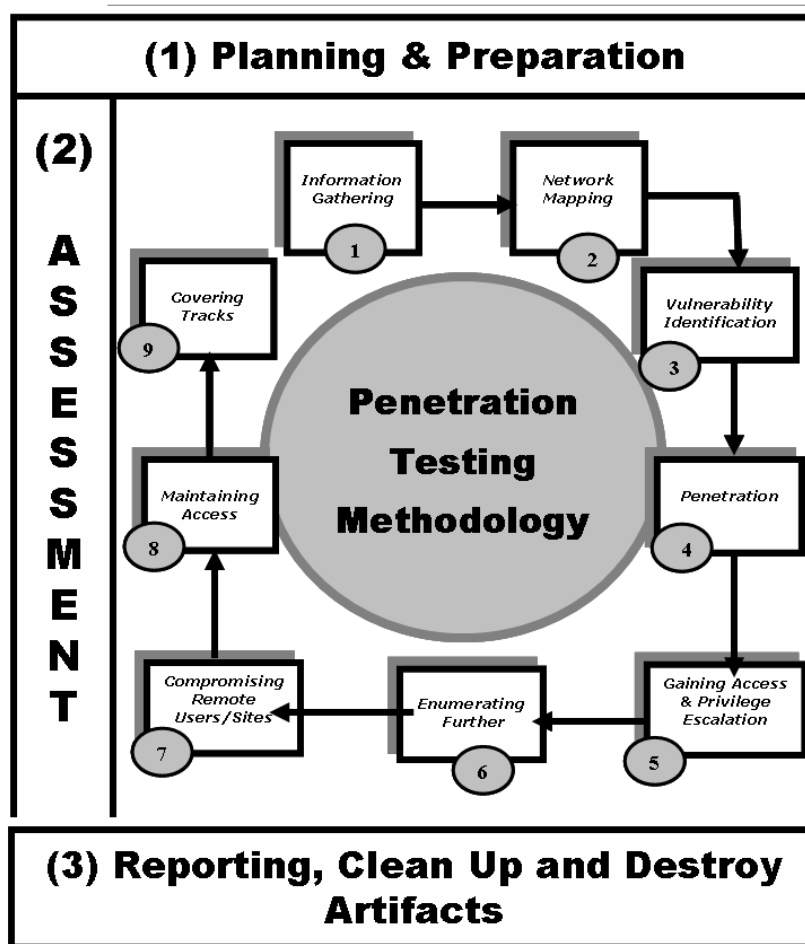 (1) Planning & Preparation
(2)
A
S
S
E
S
S
M
E
N
T
Information
Gathering
1
Network
Mapping
2
Vulnerability
Identification
3
Penetration
4
Gaining Access
& Privilege
Escalation
5
Enumerating
Further
6
Compromising
Remote
Users/Sites
7
Maintaining
Access
8
Covering
Tracks
9
Penetration
Testing
Methodology
(3) Reporting, Clean Up and Destroy
Artifacts